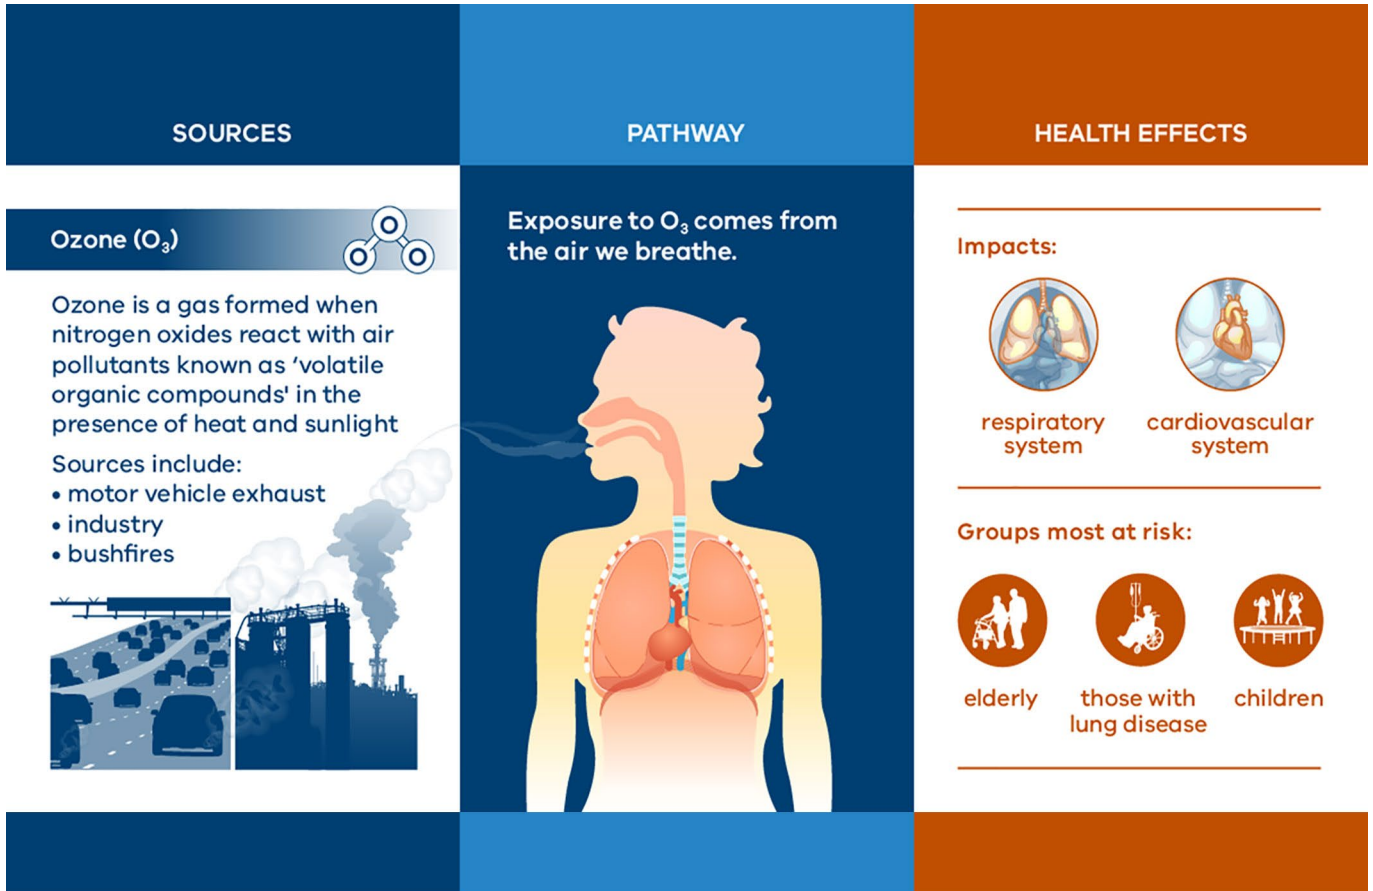 SOURCES
Ozone (O₃)
O
O O
Ozone is a gas formed when
nitrogen oxides react with air
pollutants known as ‘volatile
organic compounds' in the
presence of heat and sunlight
Sources include:
• motor vehicle exhaust
• industry
• bushfires
PATHWAY
Exposure to O₃ comes from
the air we breathe.
HEALTH EFFECTS
Impacts:
respiratory
system
cardiovascular
system
Groups most at risk:
elderly
those with
lung disease
children